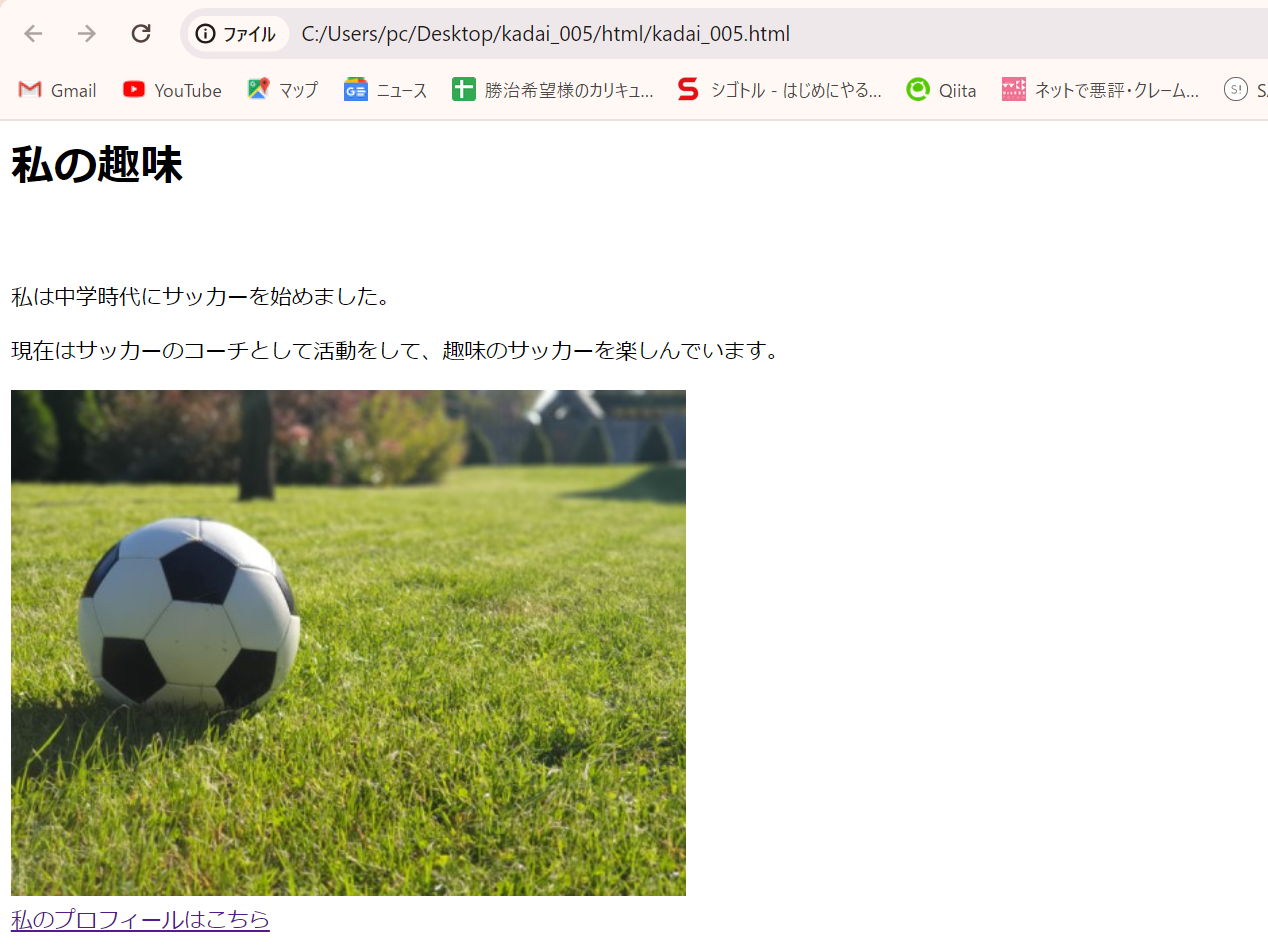 ファイル C:/Users/pc/Desktop/kadai_005/html/kadai_005.html
Gmail YouTube マップ ニュース 勝治希望様のカリキュ... シゴトル - はじめにやる... Qiita ネットで悪評・クレーム... S!
私の趣味
私は中学時代にサッカーを始めました。
現在はサッカーのコーチとして活動をして、趣味のサッカーを楽しんでいます。
私のプロフィールはこちら